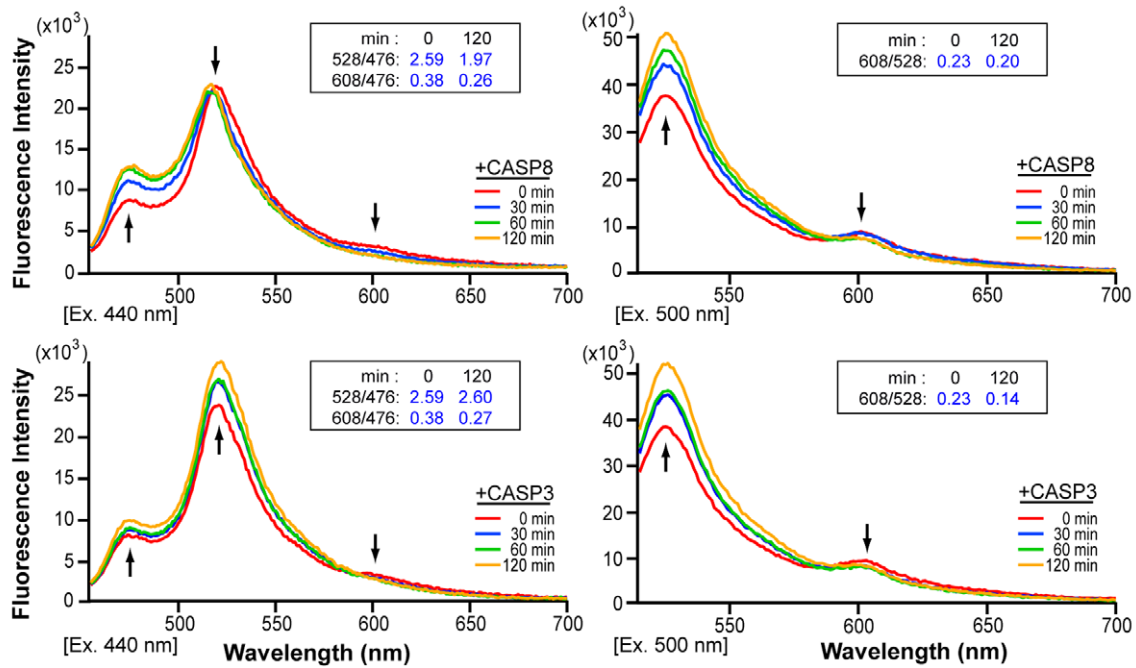 (x10³)
min : 0 120
528/476: 2.59 1.97
608/476: 0.38 0.26
Fluorescence Intensity
25
20
15
10
5
0
+CASP8
0 min
30 min
60 min
120 min
500 550 600 650 700
[Ex. 440 nm]
(x10³)
min : 0 120
608/528: 0.23 0.20
50
40
30
20
10
0
+CASP8
0 min
30 min
60 min
120 min
550 600 650 700
[Ex. 500 nm]
(x10³)
min : 0 120
528/476: 2.59 2.60
608/476: 0.38 0.27
Fluorescence Intensity
25
20
15
10
5
0
+CASP3
0 min
30 min
60 min
120 min
500 550 600 650 700
[Ex. 440 nm]
Wavelength (nm)
(x10³)
min : 0 120
608/528: 0.23 0.14
50
40
30
20
10
0
+CASP3
0 min
30 min
60 min
120 min
550 600 650 700
[Ex. 500 nm]
Wavelength (nm)